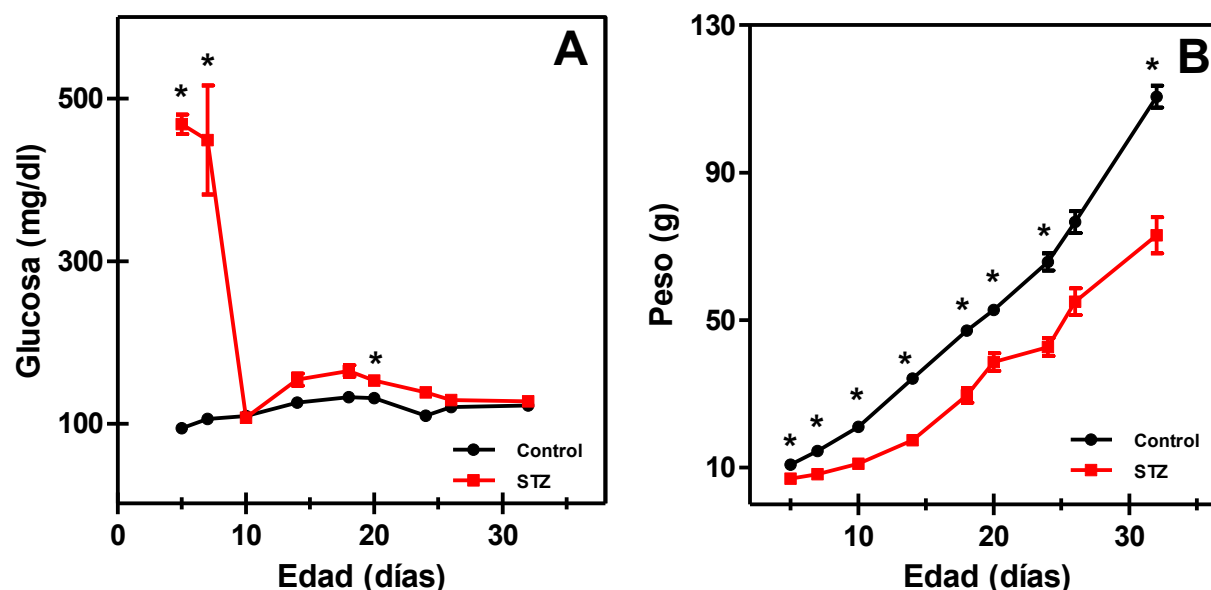 A
*
*
500
Glucosa (mg/dl)
300
*
100
Control
STZ
0
10
20
30
Edad (días)
B
130
*
90
Peso (g)
*
*
*
50
*
*
*
*
Control
10
STZ
10
20
30
Edad (días)